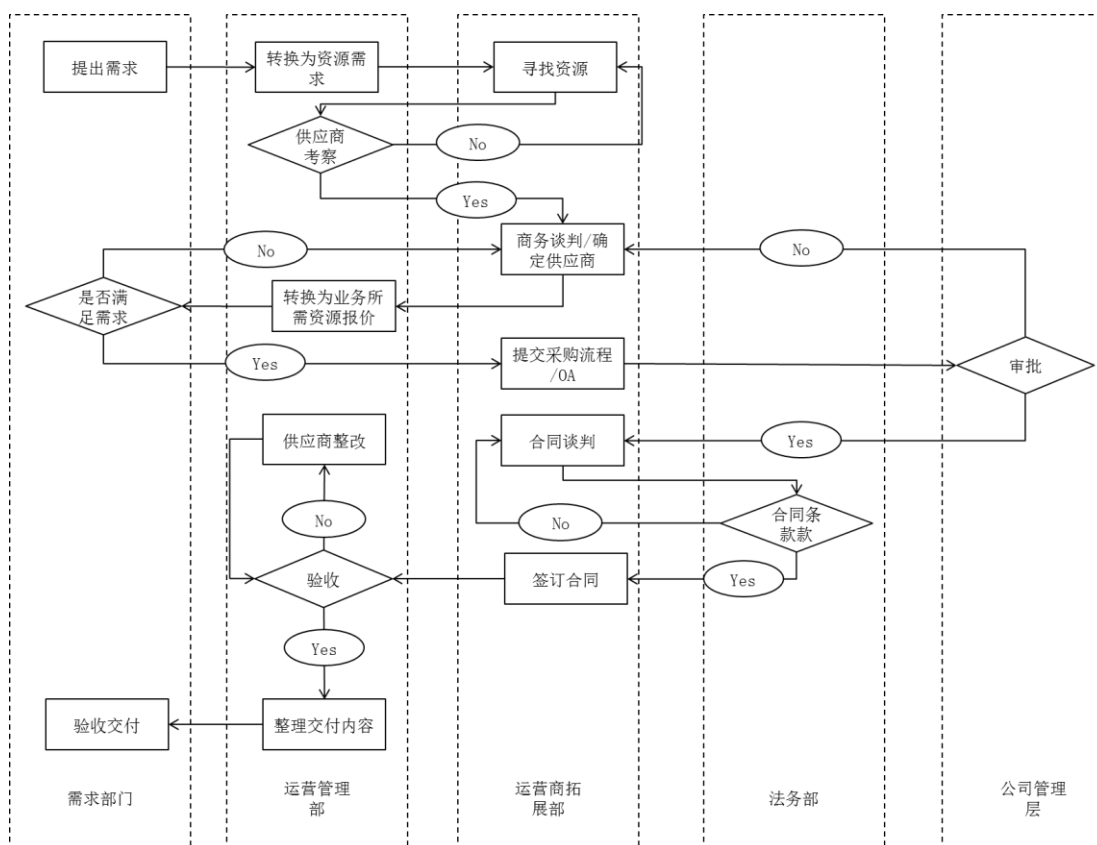 提出需求
转换为资源需
求
寻找资源
供应商
考察
No
Yes
商务谈判/确
定供应商
No
No
是否满
足需求
转换为业务所
需资源报价
Yes
提交采购流程
/OA
审批
供应商整改
合同谈判
Yes
No
No
合同条
款款
验收
签订合同
Yes
Yes
验收交付
整理交付内容
需求部门
运营管理
部
运营商拓
展部
法务部
公司管理
层